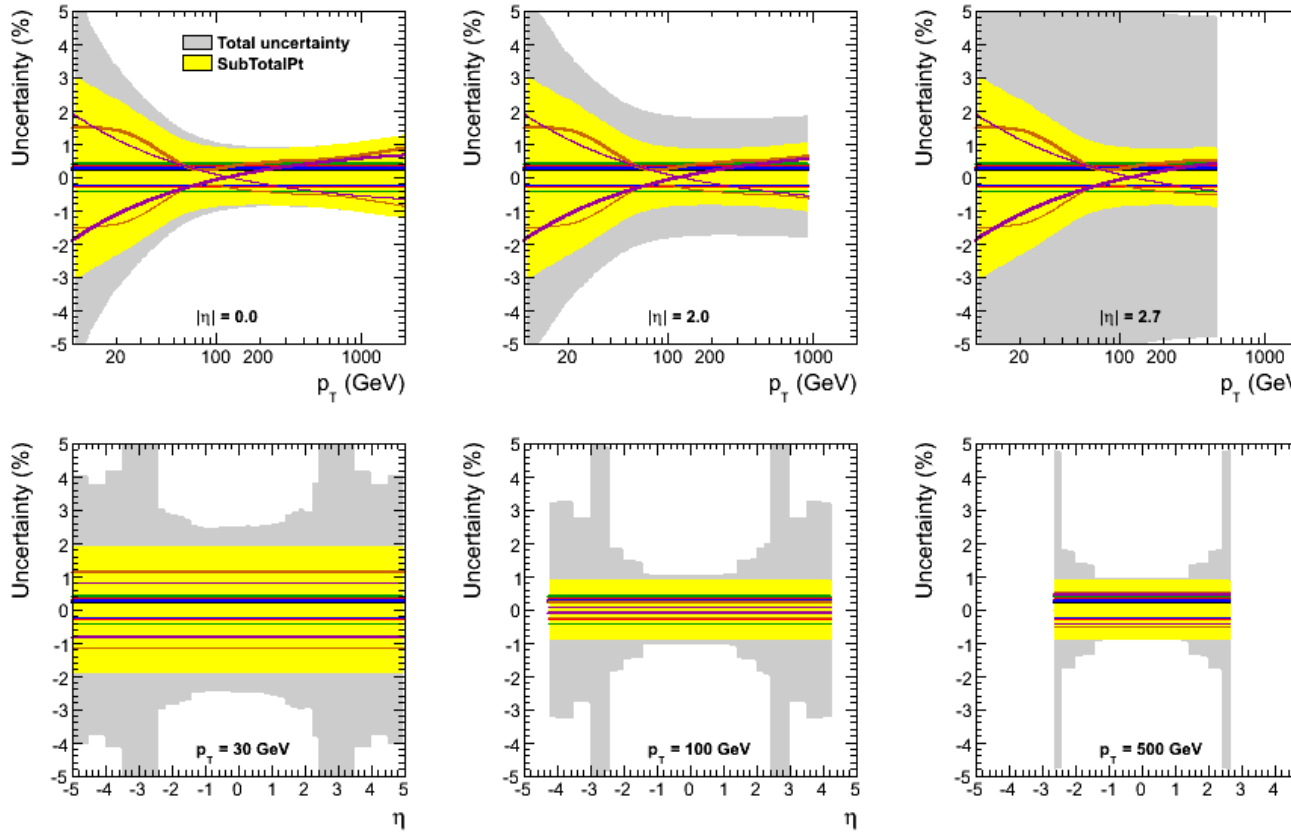 Uncertainty (%)
5
4
3
2
1
0
-1
-2
-3
-4
-5
Total uncertainty
SubTotalPt
|η| = 0.0
20 100 200 1000
p_T (GeV)
Uncertainty (%)
5
4
3
2
1
0
-1
-2
-3
-4
-5
|η| = 2.0
20 100 200 1000
p_T (GeV)
Uncertainty (%)
5
4
3
2
1
0
-1
-2
-3
-4
-5
|η| = 2.7
20 100 200 1000
p_T (GeV
Uncertainty (%)
5
4
3
2
1
0
-1
-2
-3
-4
-5
p_T = 30 GeV
-5 -4 -3 -2 -1 0 1 2 3 4 5
η
Uncertainty (%)
5
4
3
2
1
0
-1
-2
-3
-4
-5
p_T = 100 GeV
-5 -4 -3 -2 -1 0 1 2 3 4 5
η
Uncertainty (%)
5
4
3
2
1
0
-1
-2
-3
-4
-5
p_T = 500 GeV
-5 -4 -3 -2 -1 0 1 2 3 4